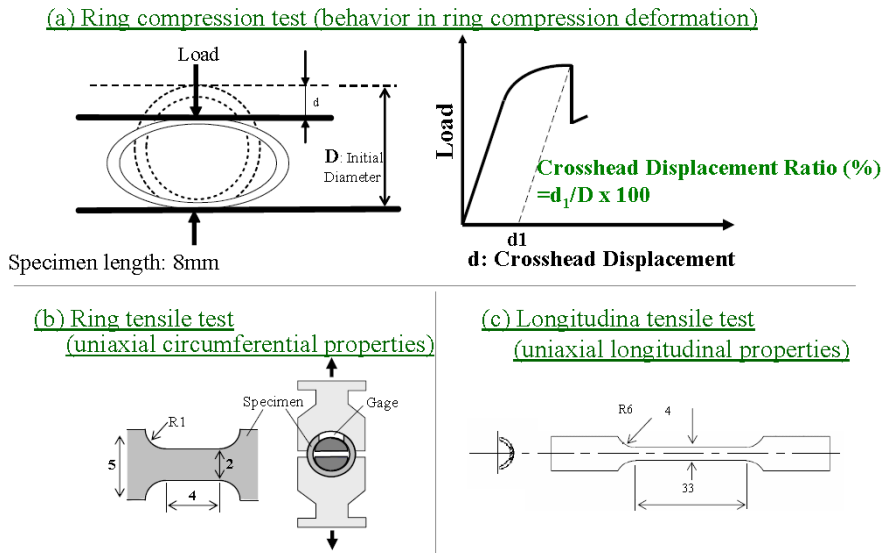 (a) Ring compression test (behavior in ring compression deformation)
Load
d
D: Initial
Diameter
Specimen length: 8mm
Load
Crosshead Displacement Ratio (%)
=d1/D x 100
d1
d: Crosshead Displacement
(b) Ring tensile test
(uniaxial circumferential properties)
R1
Specimen
Gage
5
2
4
(c) Longitudina tensile test
(uniaxial longitudinal properties)
R6
4
33